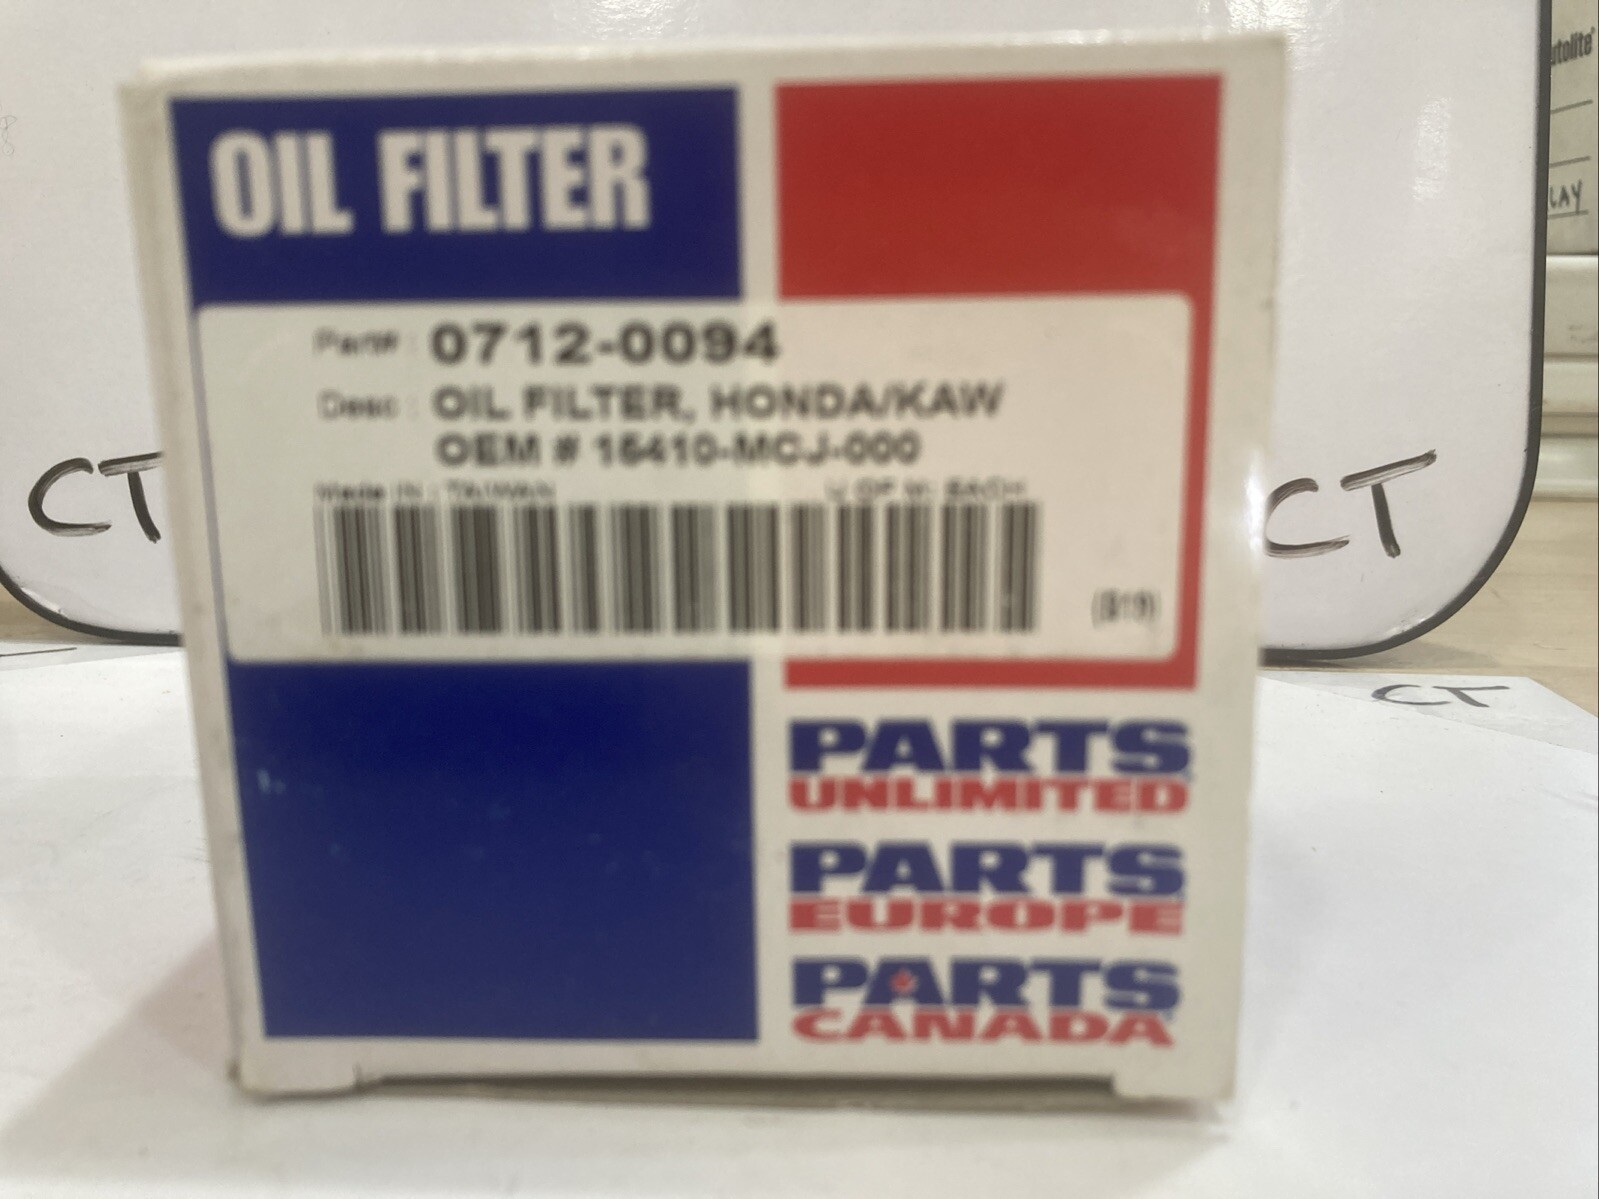 OIL FILTER
Part# : 0712-0094
Desc : OIL FILTER, HONDA/KAW
OEM # 15410-MCJ-000
Made IN : TAIWAN U OF M: EACH
PARTS
UNLIMITED
PARTS
EUROPE
PARTS
CANADA
CT
CT
CT
LAY